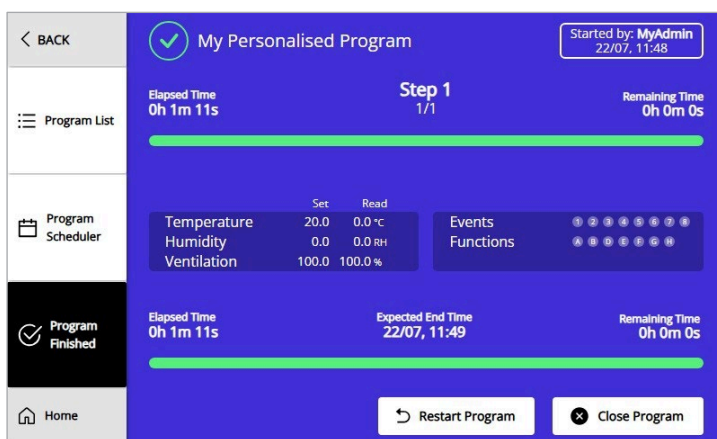 BACK
My Personalised Program
Started by: MyAdmin
22/07, 11:48
Program List
Elapsed Time
0h 1m 11s
Step 1
1/1
Remaining Time
0h 0m 0s
Program
Scheduler
Set Read
Temperature 20.0 0.0 °C
Humidity 0.0 0.0 RH
Ventilation 100.0 100.0 %
Events 1 2 3 4 5 6 7 8
Functions A B C D E F G H
Program
Finished
Elapsed Time
0h 1m 11s
Expected End Time
22/07, 11:49
Remaining Time
0h 0m 0s
Home
Restart Program
Close Program